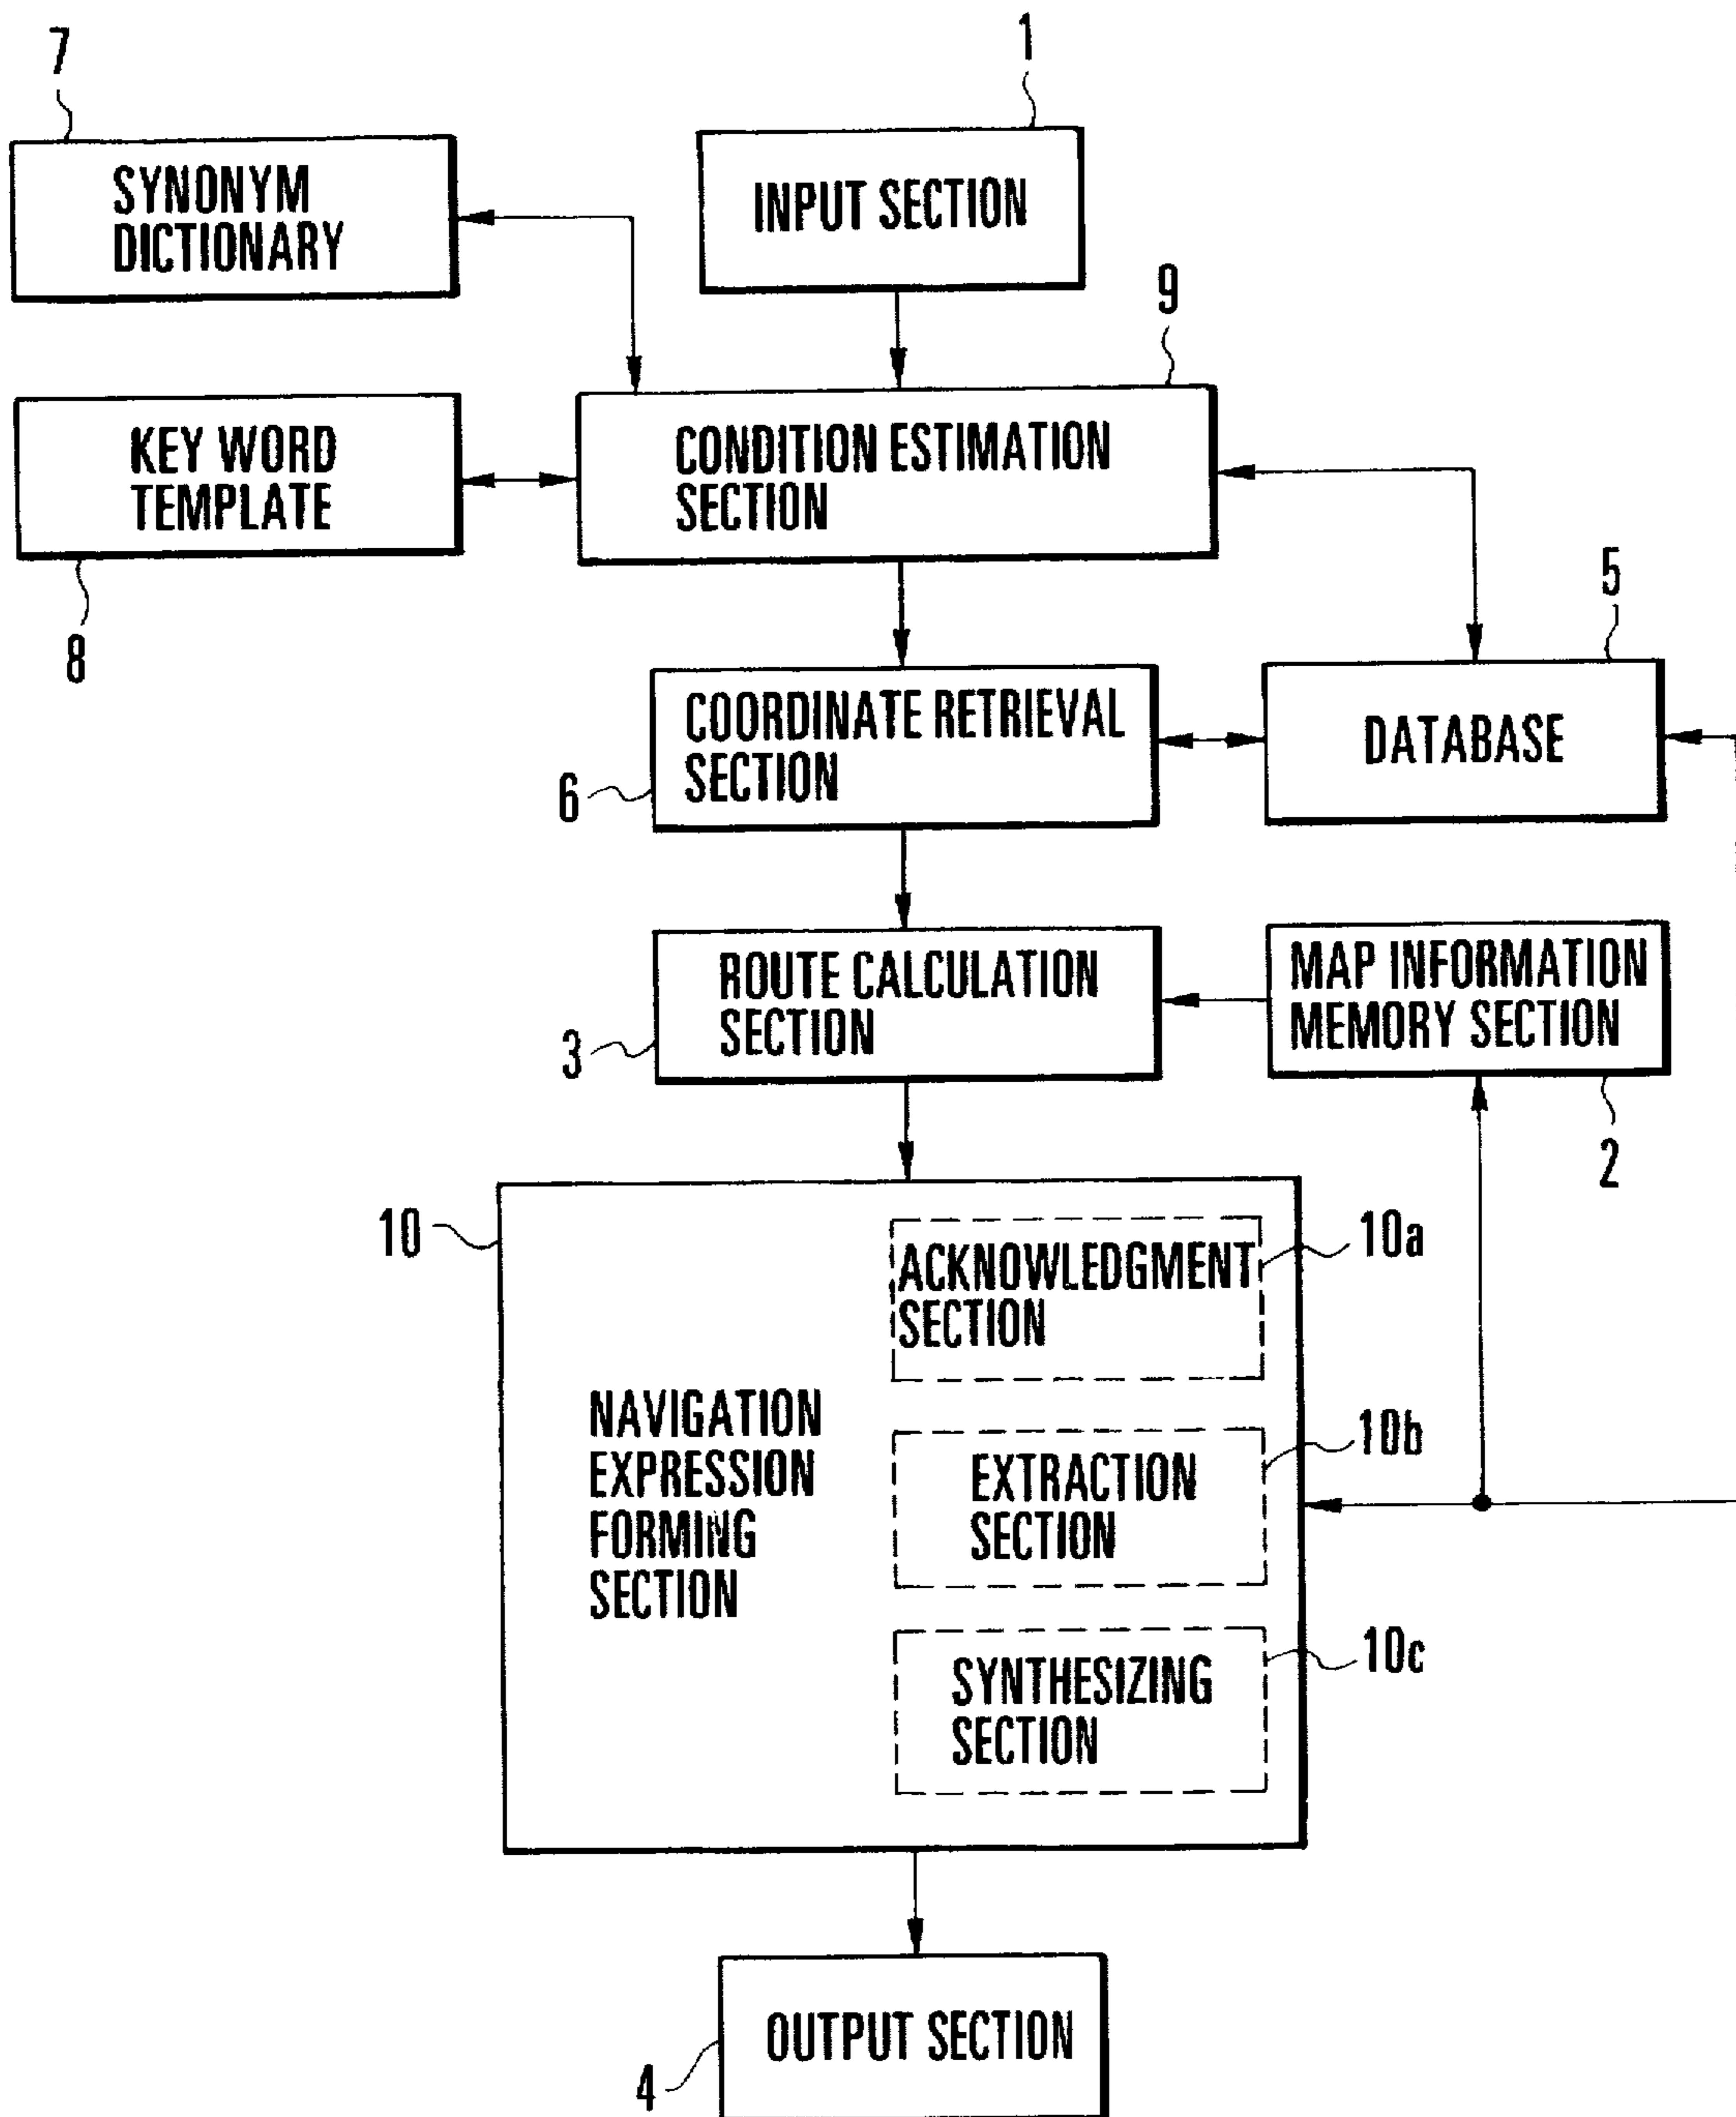 1
7
SYNONYM
DICTIONARY
INPUT SECTION
9
KEY WORD
TEMPLATE
CONDITION ESTIMATION
SECTION
8
5
COORDINATE RETRIEVAL
SECTION
DATABASE
6
ROUTE CALCULATION
SECTION
MAP INFORMATION
MEMORY SECTION
3
2
10
ACKNOWLEDGMENT
SECTION
10a
NAVIGATION
EXPRESSION
FORMING
SECTION
EXTRACTION
SECTION
10b
SYNTHESIZING
SECTION
10c
OUTPUT SECTION
4